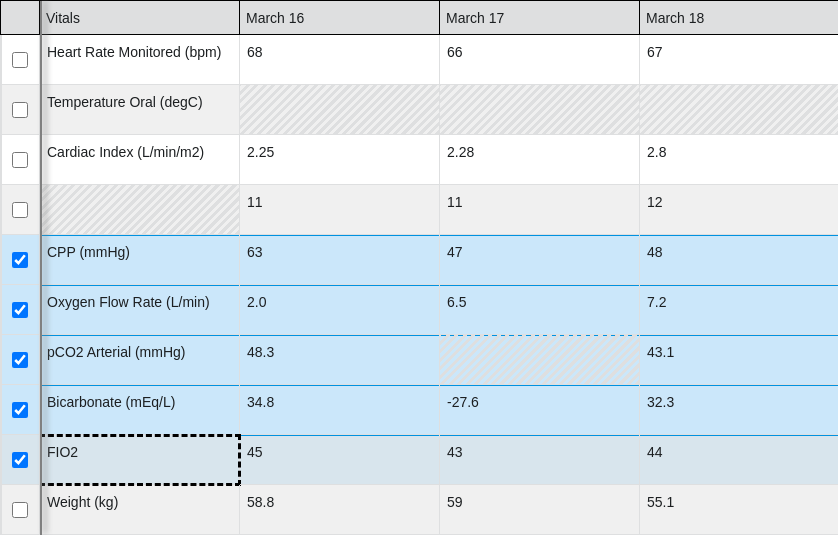 Vitals March 16 March 17 March 18
Heart Rate Monitored (bpm) 68 66 67
Temperature Oral (degC)
Cardiac Index (L/min/m2) 2.25 2.28 2.8
11 11 12
CPP (mmHg) 63 47 48
Oxygen Flow Rate (L/min) 2.0 6.5 7.2
pCO2 Arterial (mmHg) 48.3 43.1
Bicarbonate (mEq/L) 34.8 -27.6 32.3
FIO2 45 43 44
Weight (kg) 58.8 59 55.1